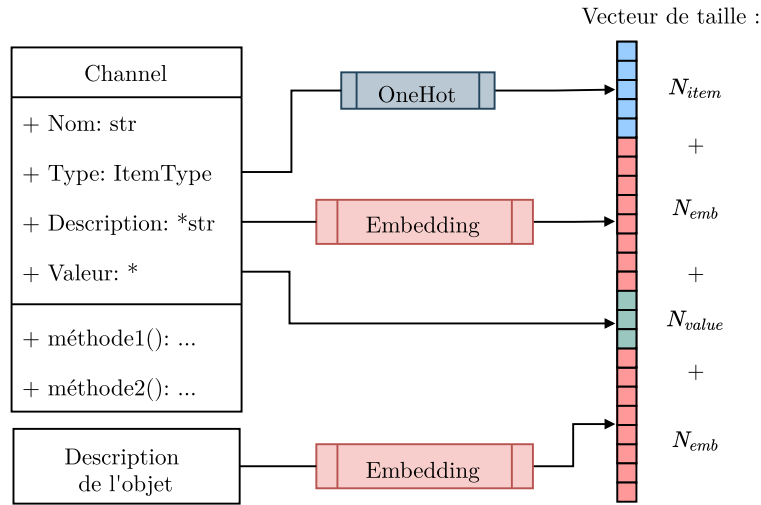 Vecteur de taille :
Channel
+ Nom: str
+ Type: ItemType
+ Description: *str
+ Valeur: *
+ méthode1(): ...
+ méthode2(): ...
Description
de l'objet
OneHot
Embedding
Embedding
N_item
+
N_emb
+
N_value
+
N_emb